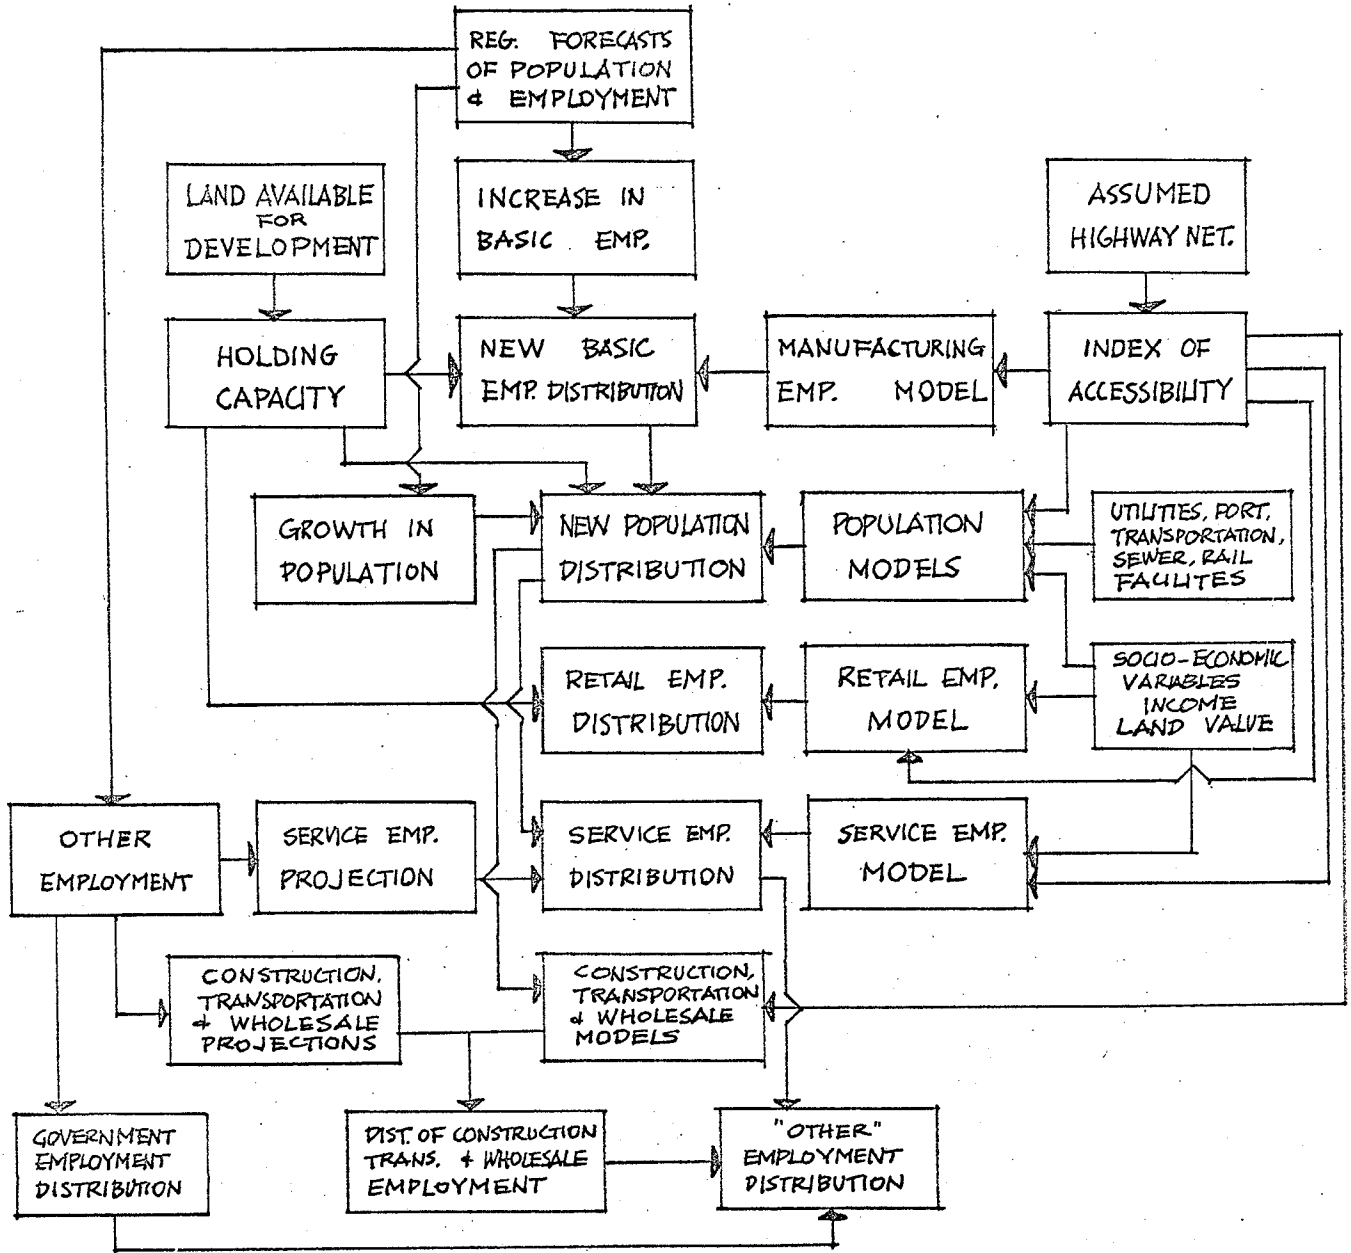 REG. FORECASTS
OF POPULATION
& EMPLOYMENT
LAND AVAILABLE
FOR
DEVELOPMENT
INCREASE IN
BASIC EMP.
ASSUMED
HIGHWAY NET.
HOLDING
CAPACITY
NEW BASIC
EMP. DISTRIBUTION
MANUFACTURING
EMP. MODEL
INDEX OF
ACCESSIBILITY
GROWTH IN
POPULATION
NEW POPULATION
DISTRIBUTION
POPULATION
MODELS
UTILITIES, PORT,
TRANSPORTATION,
SEWER, RAIL
FACILITES
RETAIL EMP.
DISTRIBUTION
RETAIL EMP.
MODEL
SOCIO-ECONOMIC
VARIABLES
INCOME
LAND VALUE
OTHER
EMPLOYMENT
SERVICE EMP.
PROJECTION
SERVICE EMP.
DISTRIBUTION
SERVICE EMP.
MODEL
CONSTRUCTION,
TRANSPORTATION
& WHOLESALE
PROJECTIONS
CONSTRUCTION,
TRANSPORTATION
& WHOLESALE
MODELS
GOVERNMENT
EMPLOYMENT
DISTRIBUTION
DIST. OF CONSTRUCTION
TRANS. & WHOLESALE
EMPLOYMENT
"OTHER"
EMPLOYMENT
DISTRIBUTION